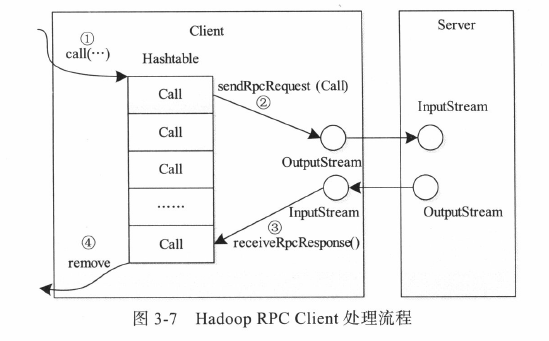 Client
Server
①
call(…)
Hashtable
Call
sendRpcRequest (Call)
②
InputStream
Call
OutputStream
Call
……
InputStream
OutputStream
③
④
Call
receiveRpcResponse()
remove
图 3-7 Hadoop RPC Client 处理流程